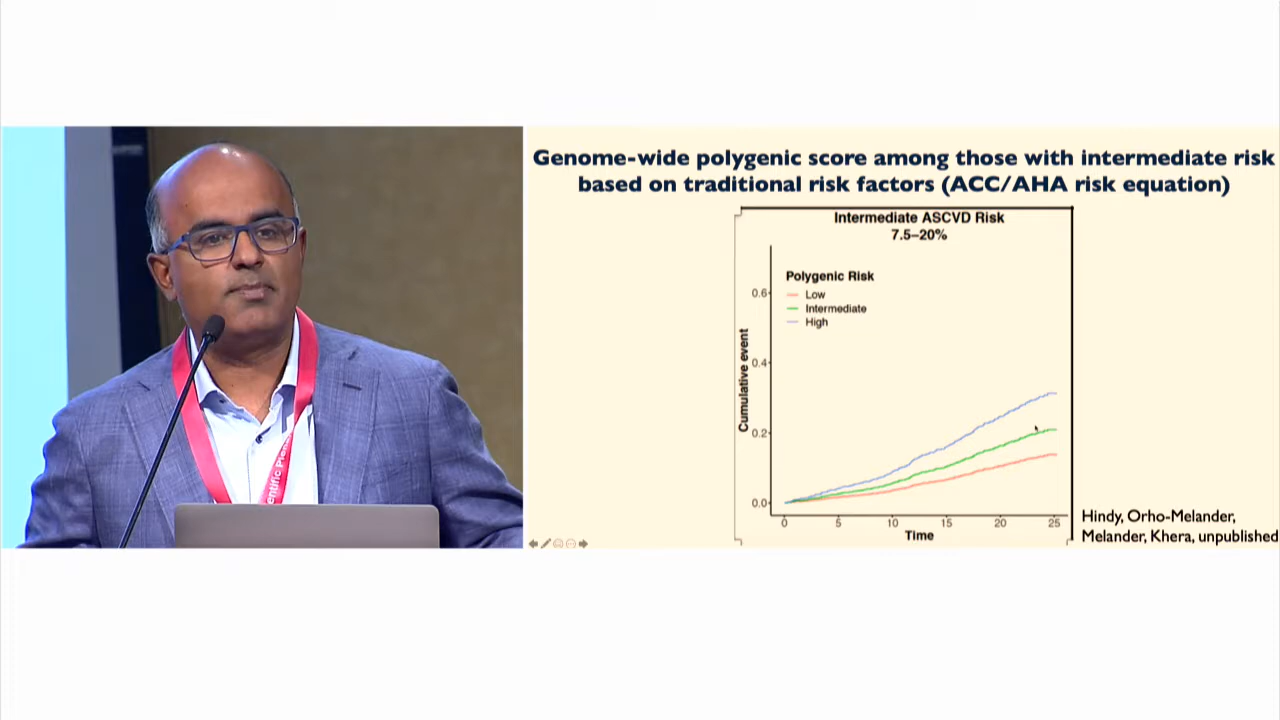 Genome-wide polygenic score among those with intermediate risk
based on traditional risk factors (ACC/AHA risk equation)
Intermediate ASCVD Risk
7.5–20%
Polygenic Risk
Low
Intermediate
High
Cumulative event
0.6
0.4
0.2
0.0
0
5
10
15
20
25
Time
Hindy, Orho-Melander,
Melander, Khera, unpublished